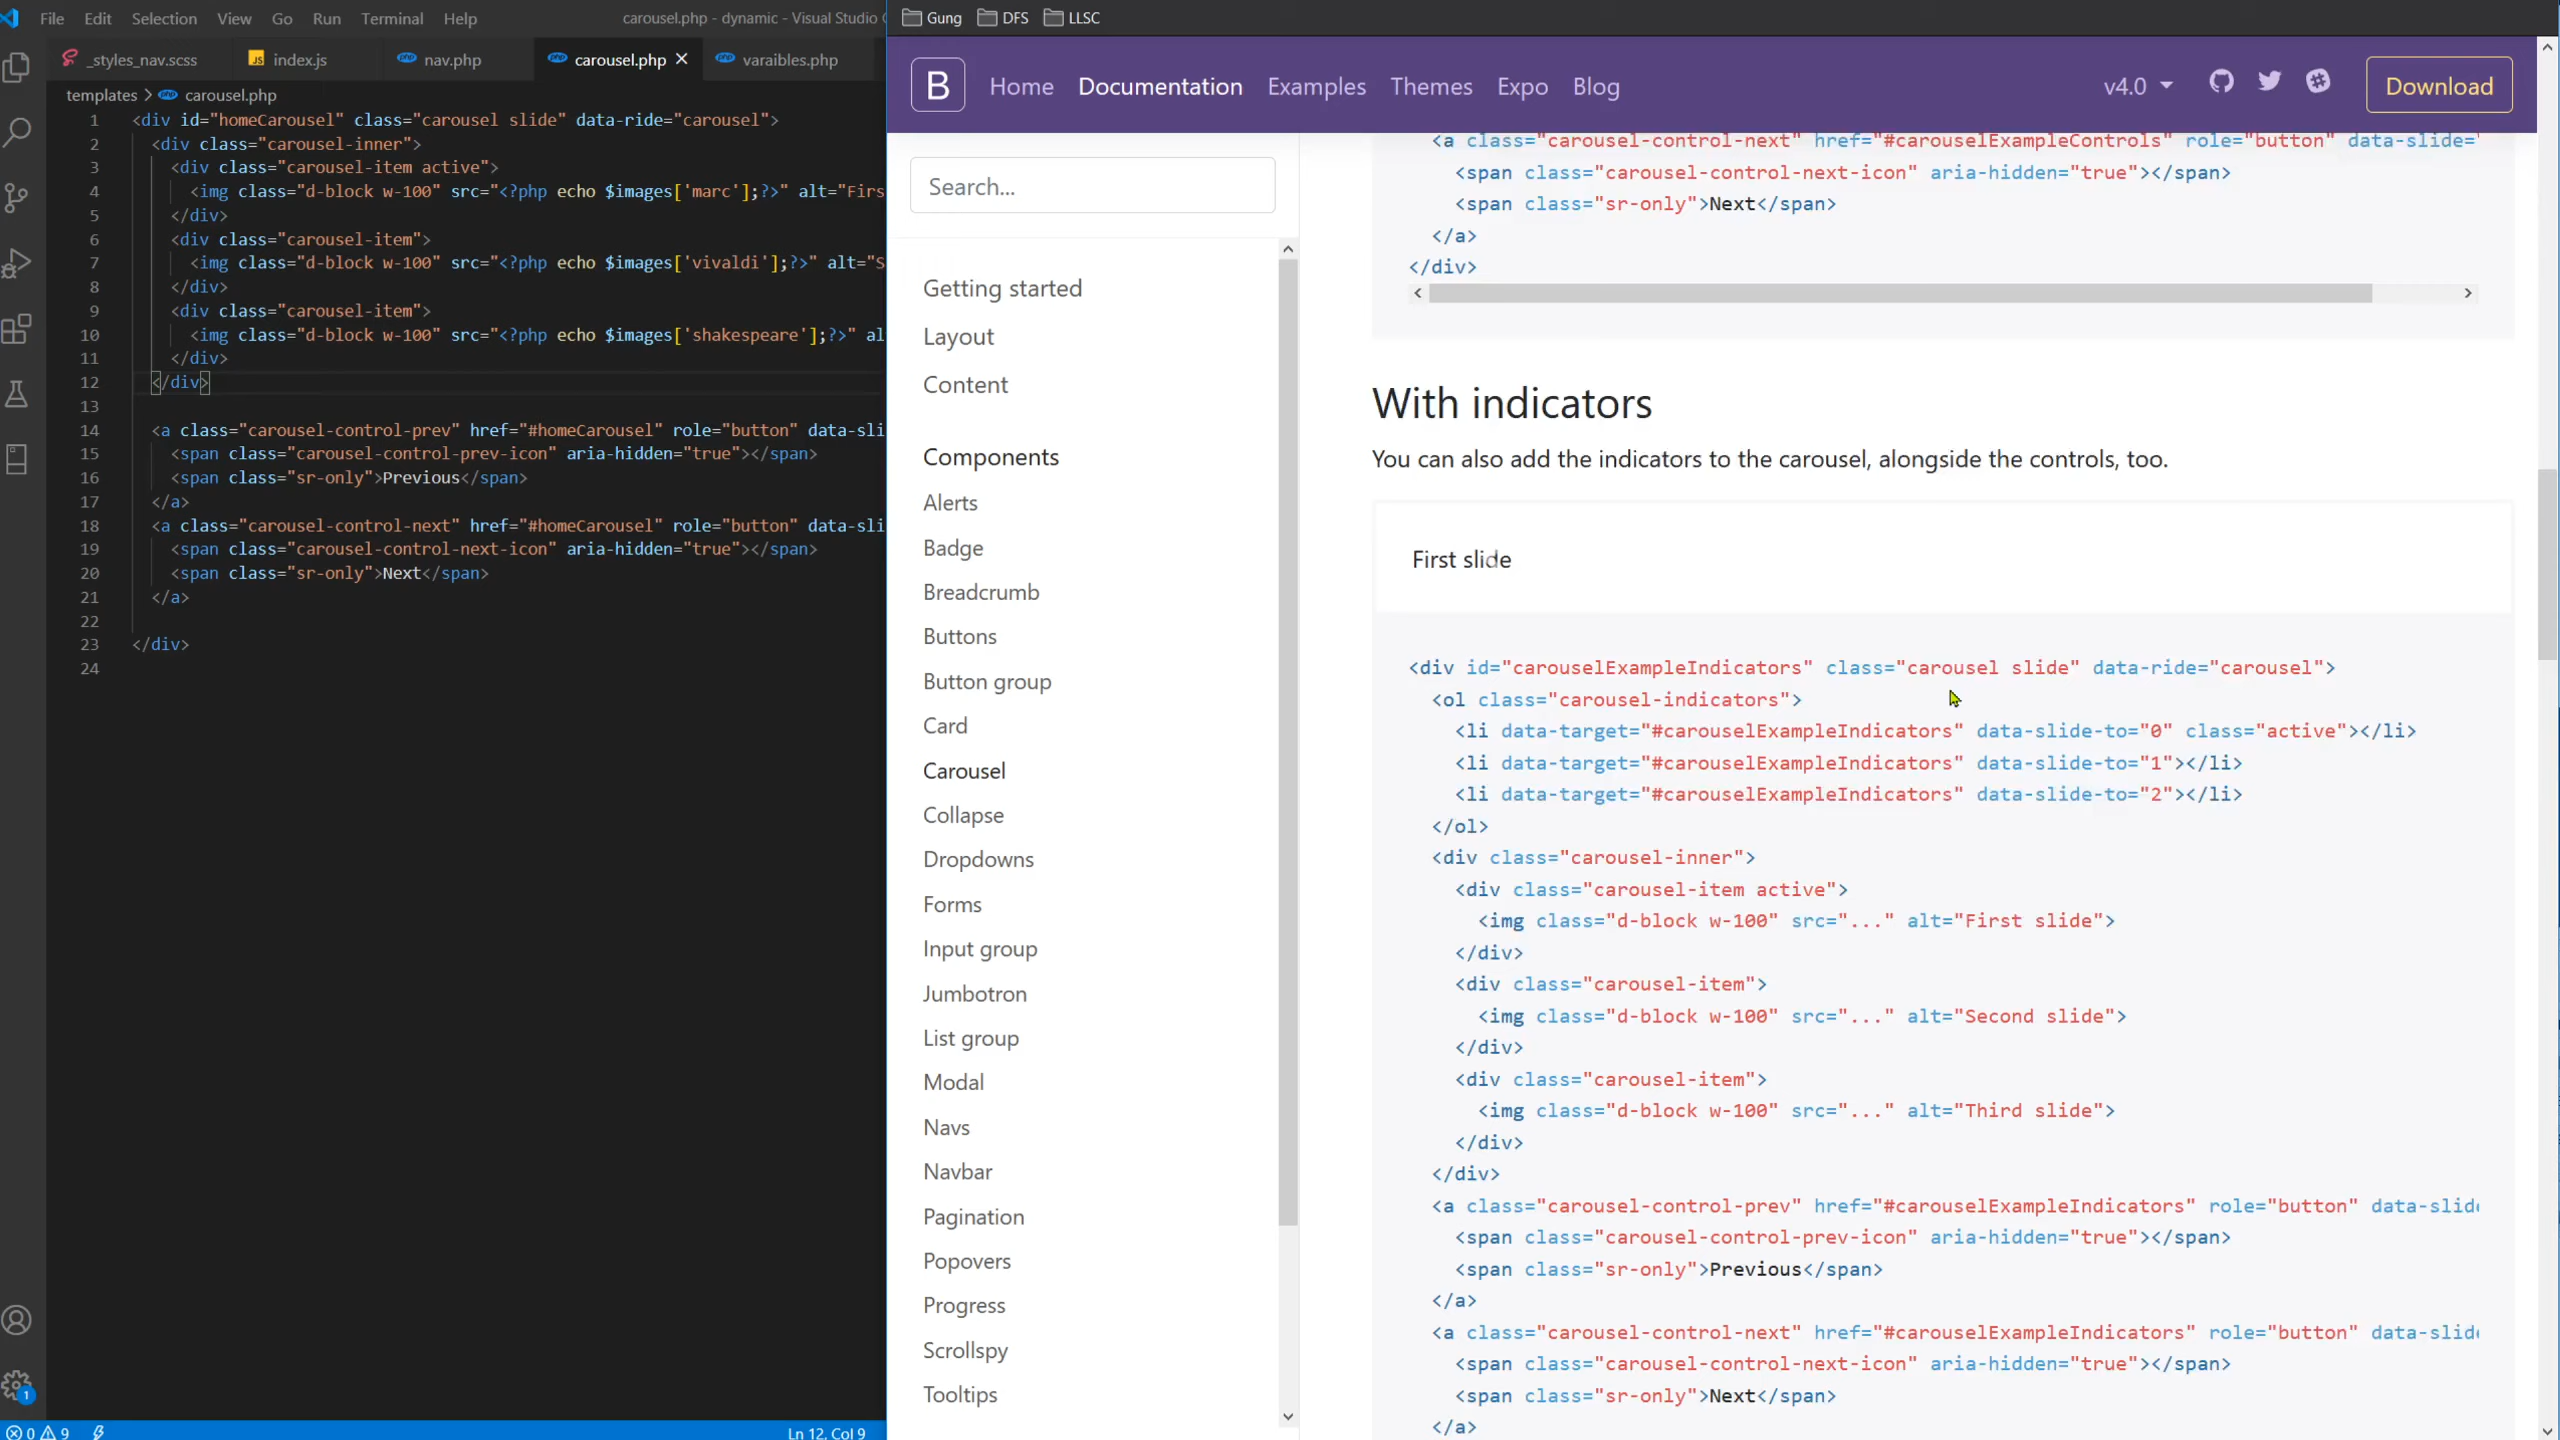 File Edit Selection View Go Run Terminal Help carousel.php - dynamic - Visual Studio
_styles_nav.scss index.js nav.php carousel.php varaibles.php
templates > carousel.php
1 <div id="homeCarousel" class="carousel slide" data-ride="carousel">
2 <div class="carousel-inner">
3 <div class="carousel-item active">
4 <img class="d-block w-100" src="<?php echo $images['marc'];?>" alt="Firs
5 </div>
6 <div class="carousel-item">
7 <img class="d-block w-100" src="<?php echo $images['vivaldi'];?>" alt="S
8 </div>
9 <div class="carousel-item">
10 <img class="d-block w-100" src="<?php echo $images['shakespeare'];?>" al
11 </div>
12 </div>
13
14 <a class="carousel-control-prev" href="#homeCarousel" role="button" data-sli
15 <span class="carousel-control-prev-icon" aria-hidden="true"></span>
16 <span class="sr-only">Previous</span>
17 </a>
18 <a class="carousel-control-next" href="#homeCarousel" role="button" data-sli
19 <span class="carousel-control-next-icon" aria-hidden="true"></span>
20 <span class="sr-only">Next</span>
21 </a>
22
23 </div>
24
0 9 Ln 12, Col 9
1
Gung DFS LLSC
B Home Documentation Examples Themes Expo Blog v4.0 Download
Search...
Getting started
Layout
Content
Components
Alerts
Badge
Breadcrumb
Buttons
Button group
Card
Carousel
Collapse
Dropdowns
Forms
Input group
Jumbotron
List group
Modal
Navs
Navbar
Pagination
Popovers
Progress
Scrollspy
Tooltips
<a class="carousel-control-next" href="#carouselExampleControls" role="button" data-slide="
<span class="carousel-control-next-icon" aria-hidden="true"></span>
<span class="sr-only">Next</span>
</a>
</div>
With indicators
You can also add the indicators to the carousel, alongside the controls, too.
First slide
<div id="carouselExampleIndicators" class="carousel slide" data-ride="carousel">
<ol class="carousel-indicators">
<li data-target="#carouselExampleIndicators" data-slide-to="0" class="active"></li>
<li data-target="#carouselExampleIndicators" data-slide-to="1"></li>
<li data-target="#carouselExampleIndicators" data-slide-to="2"></li>
</ol>
<div class="carousel-inner">
<div class="carousel-item active">
<img class="d-block w-100" src="..." alt="First slide">
</div>
<div class="carousel-item">
<img class="d-block w-100" src="..." alt="Second slide">
</div>
<div class="carousel-item">
<img class="d-block w-100" src="..." alt="Third slide">
</div>
</div>
<a class="carousel-control-prev" href="#carouselExampleIndicators" role="button" data-slid
<span class="carousel-control-prev-icon" aria-hidden="true"></span>
<span class="sr-only">Previous</span>
</a>
<a class="carousel-control-next" href="#carouselExampleIndicators" role="button" data-slid
<span class="carousel-control-next-icon" aria-hidden="true"></span>
<span class="sr-only">Next</span>
</a>